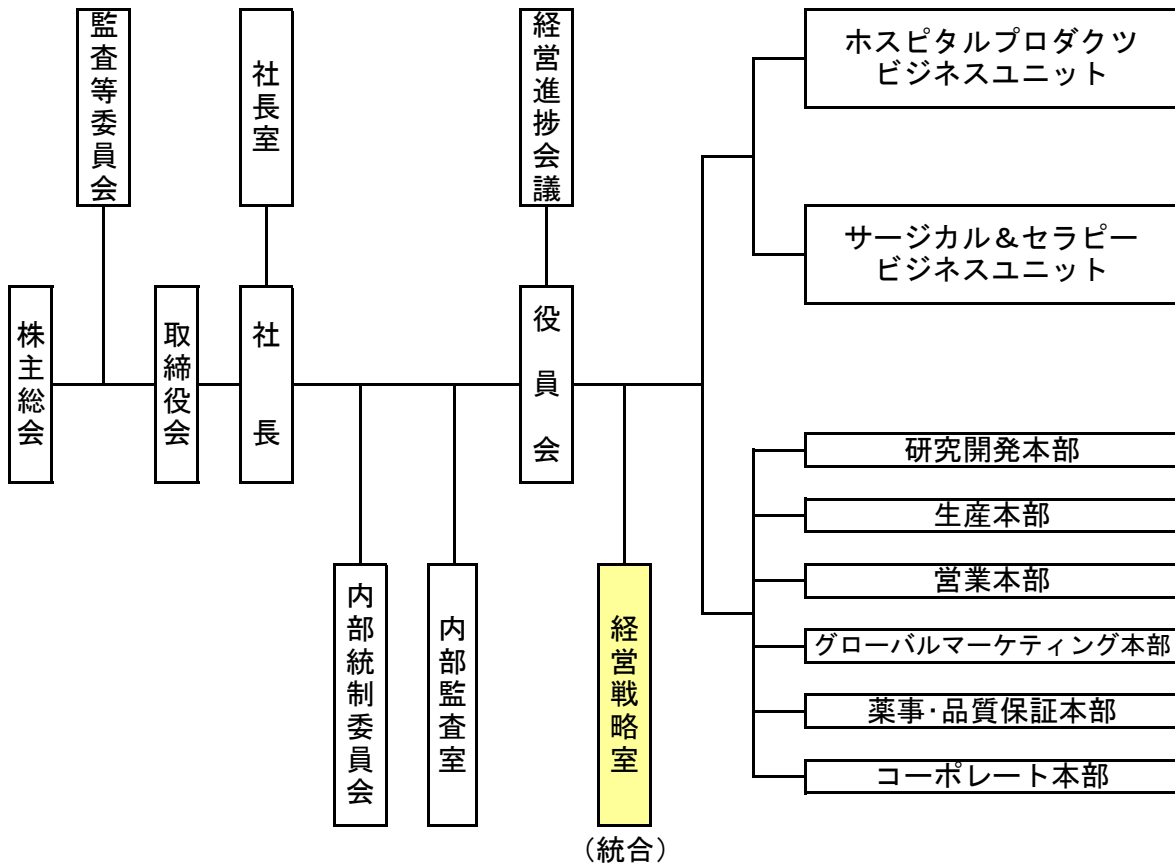 監査等委員会
社長室
経営進捗会議
ホスピタルプロダクツ
ビジネスユニット
サージカル＆セラピー
ビジネスユニット
株主総会
取締役会
社長
役員会
研究開発本部
生産本部
営業本部
グローバルマーケティング本部
薬事･品質保証本部
コーポレート本部
内部統制委員会
内部監査室
経営戦略室
（統合）